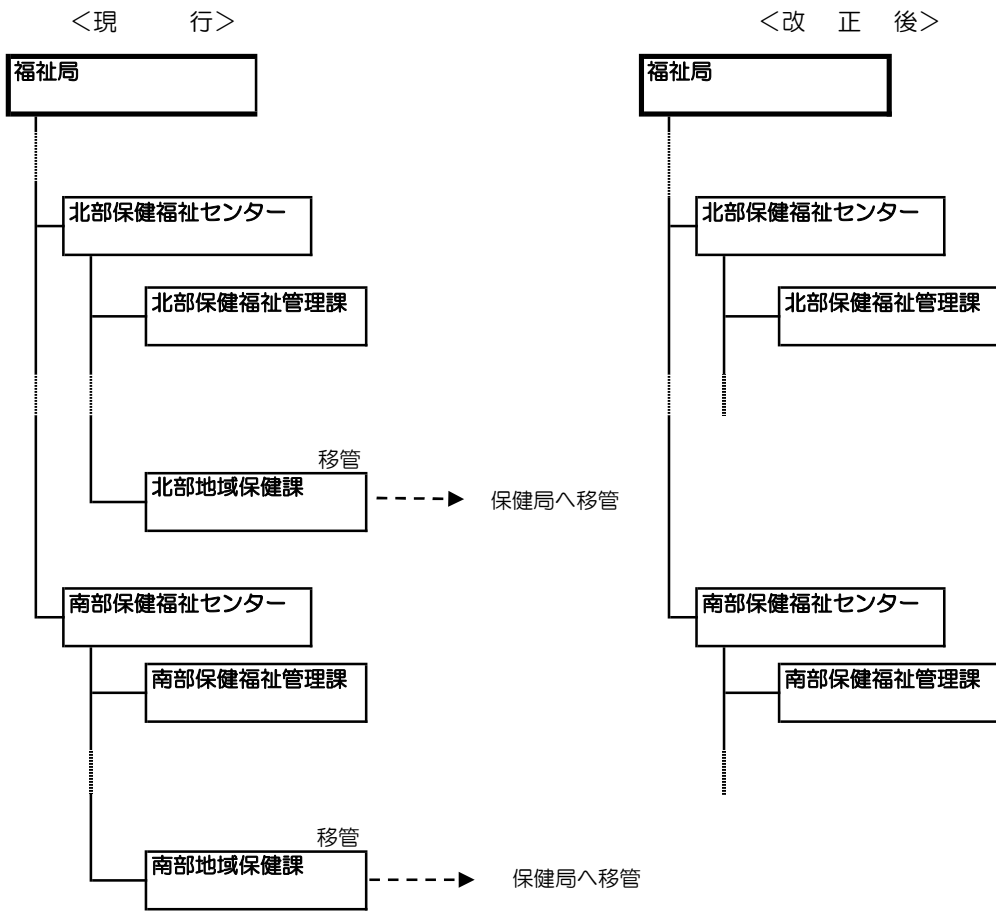 ＜現　　　行＞
＜改　正　後＞
福祉局
福祉局
北部保健福祉センター
北部保健福祉センター
北部保健福祉管理課
北部保健福祉管理課
移管
北部地域保健課
保健局へ移管
南部保健福祉センター
南部保健福祉センター
南部保健福祉管理課
南部保健福祉管理課
移管
南部地域保健課
保健局へ移管